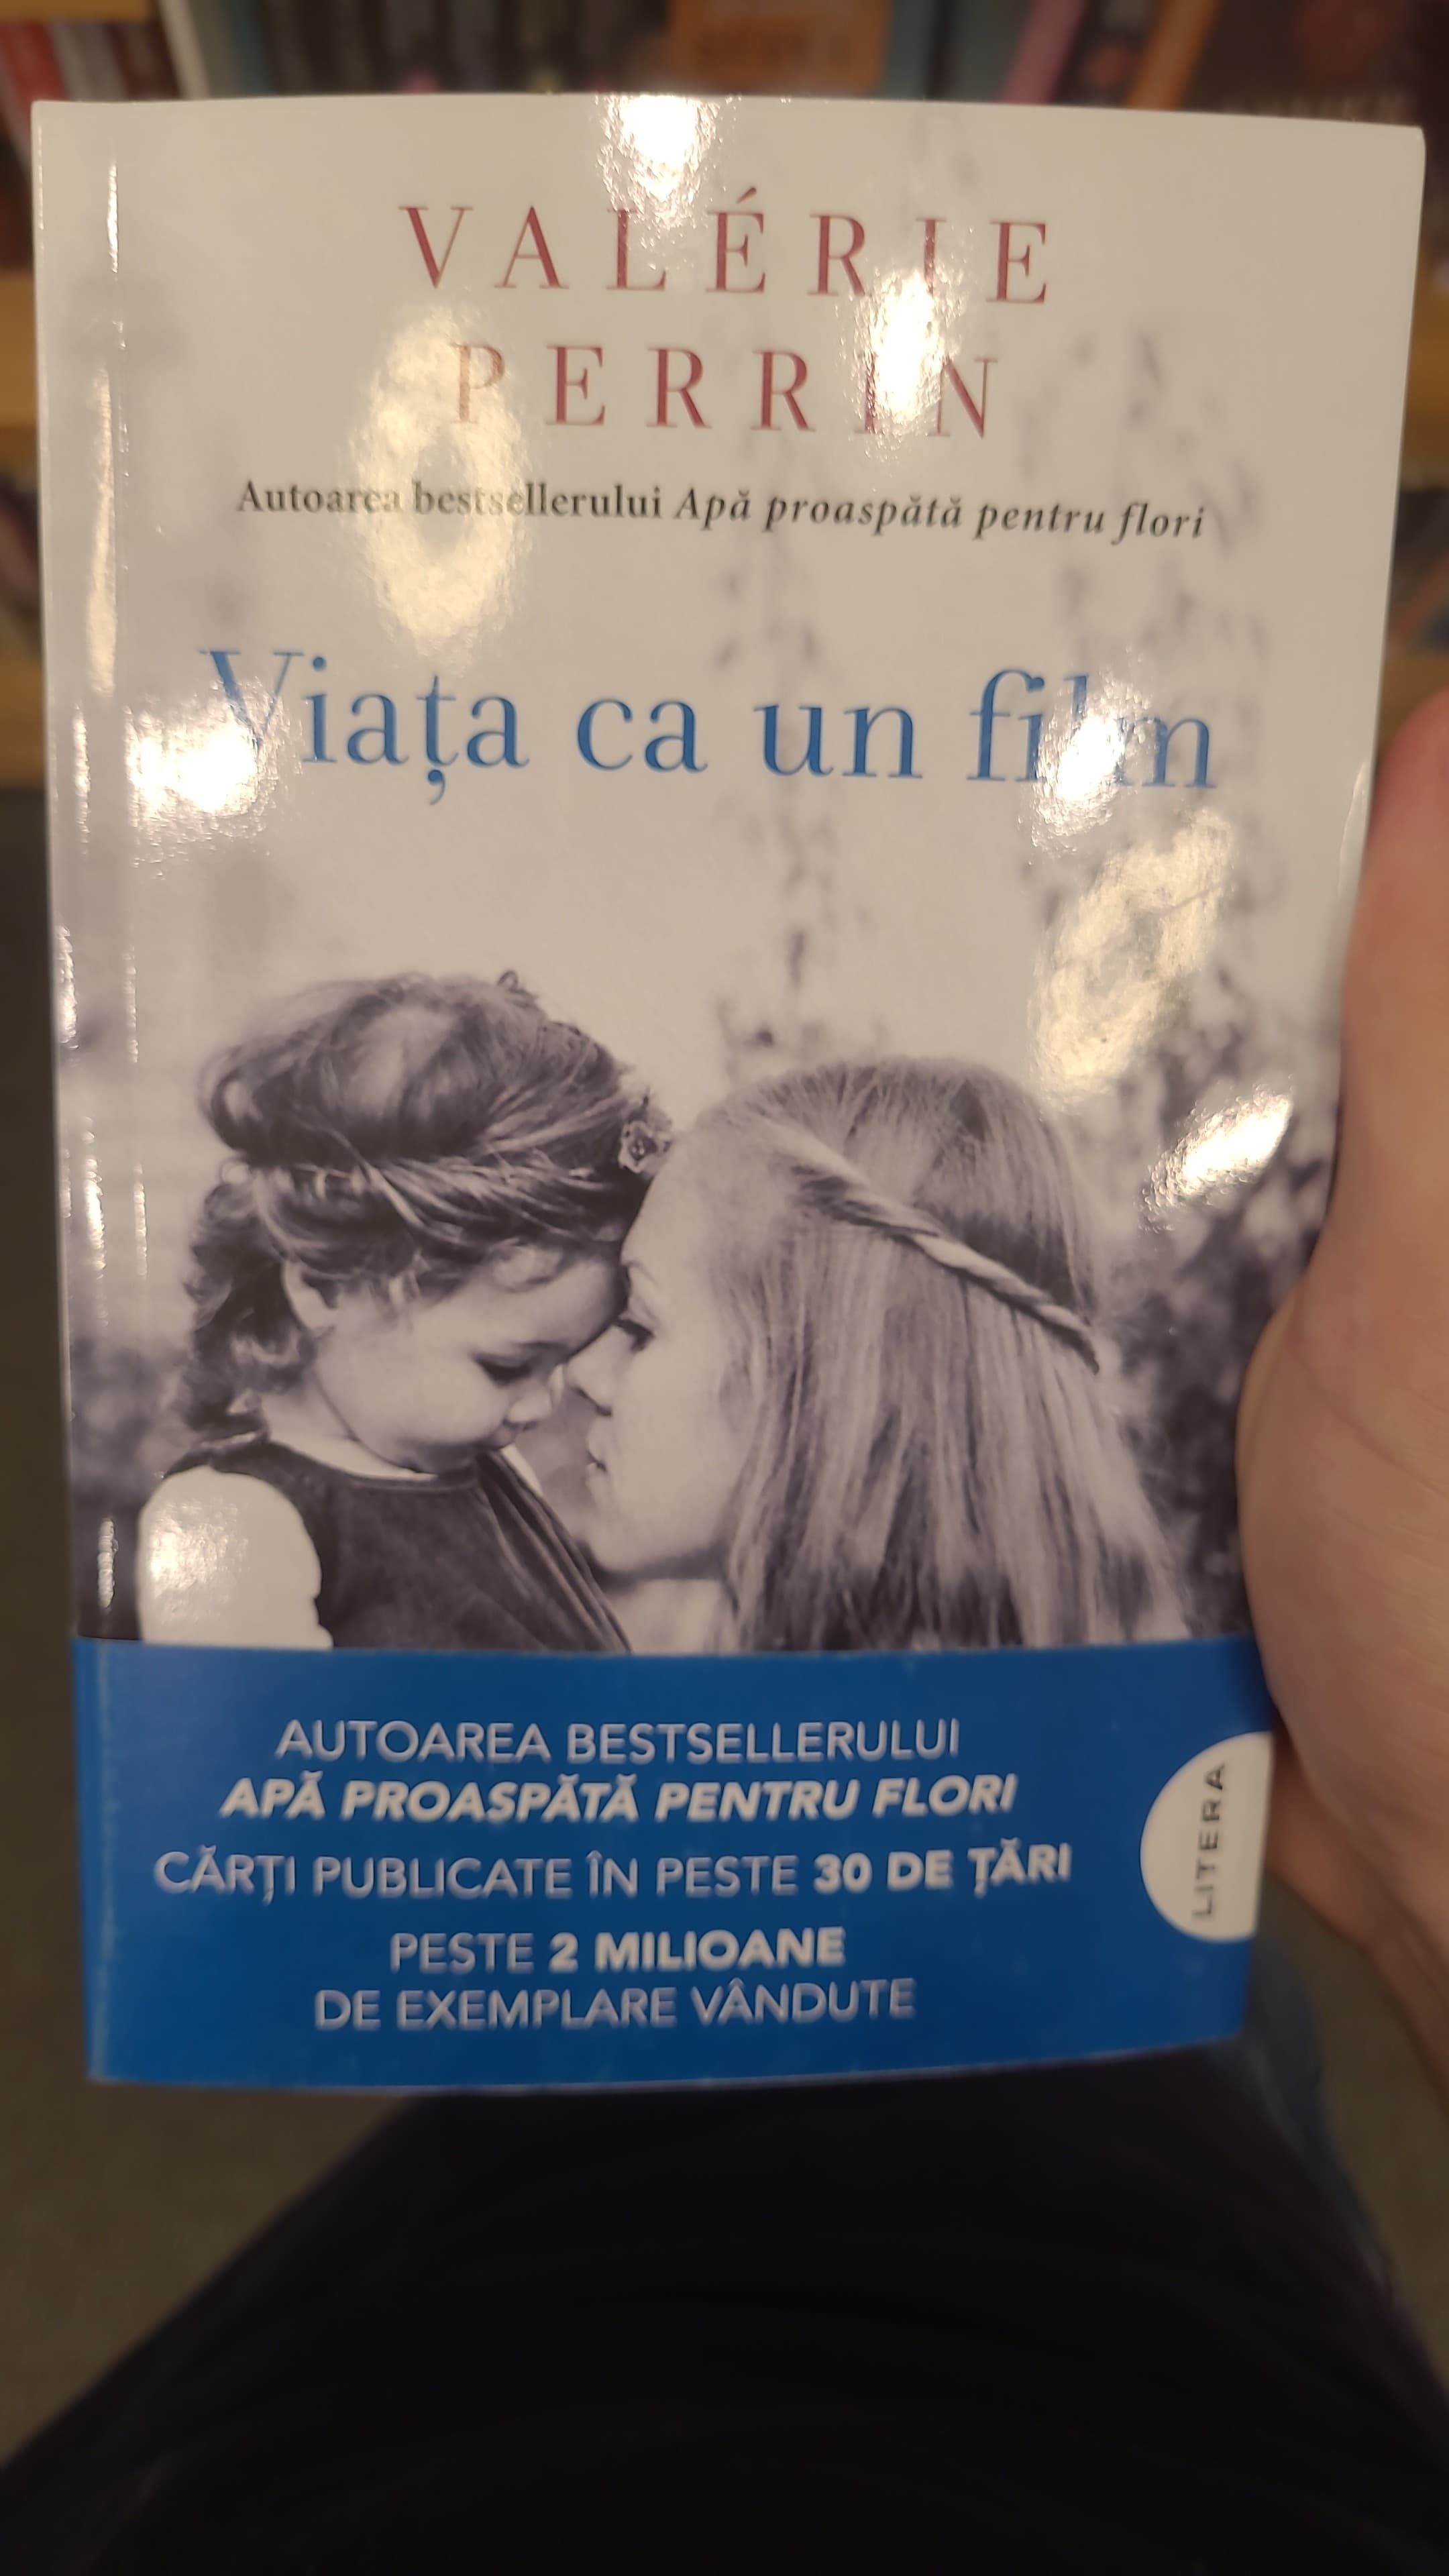 VALÉRIE
PERRIN
Autoarea bestsellerului Apă proaspătă pentru flori
Viața ca un film
AUTOAREA BESTSELLERULUI
APĂ PROASPĂTĂ PENTRU FLORI
CĂRȚI PUBLICATE ÎN PESTE 30 DE ȚĂRI
PESTE 2 MILIOANE
DE EXEMPLARE VÂNDUTE
LITERA